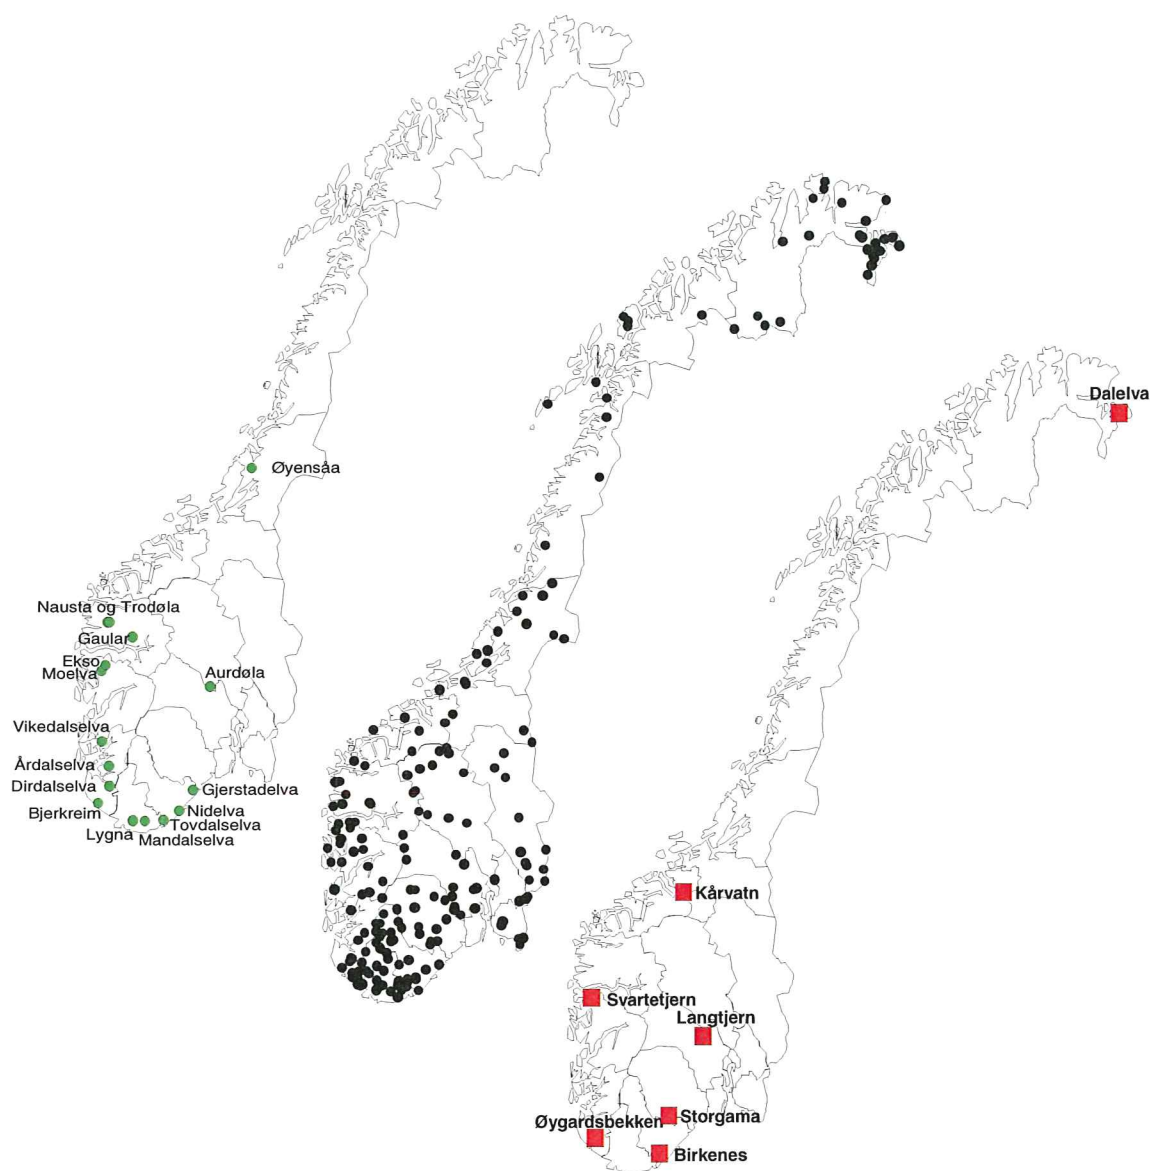 Øyensåa
Nausta og Trodøla
Gaular
Ekso
Moelva
Aurdøla
Vikedalselva
Årdalselva
Dirdalselva
Bjerkreim
Gjerstadelva
Nidelva
Tovdalselva
Lygna
Mandalselva
Dalelva
Kårvatn
Svartetjern
Langtjern
Storgama
Øygardsbekken
Birkenes